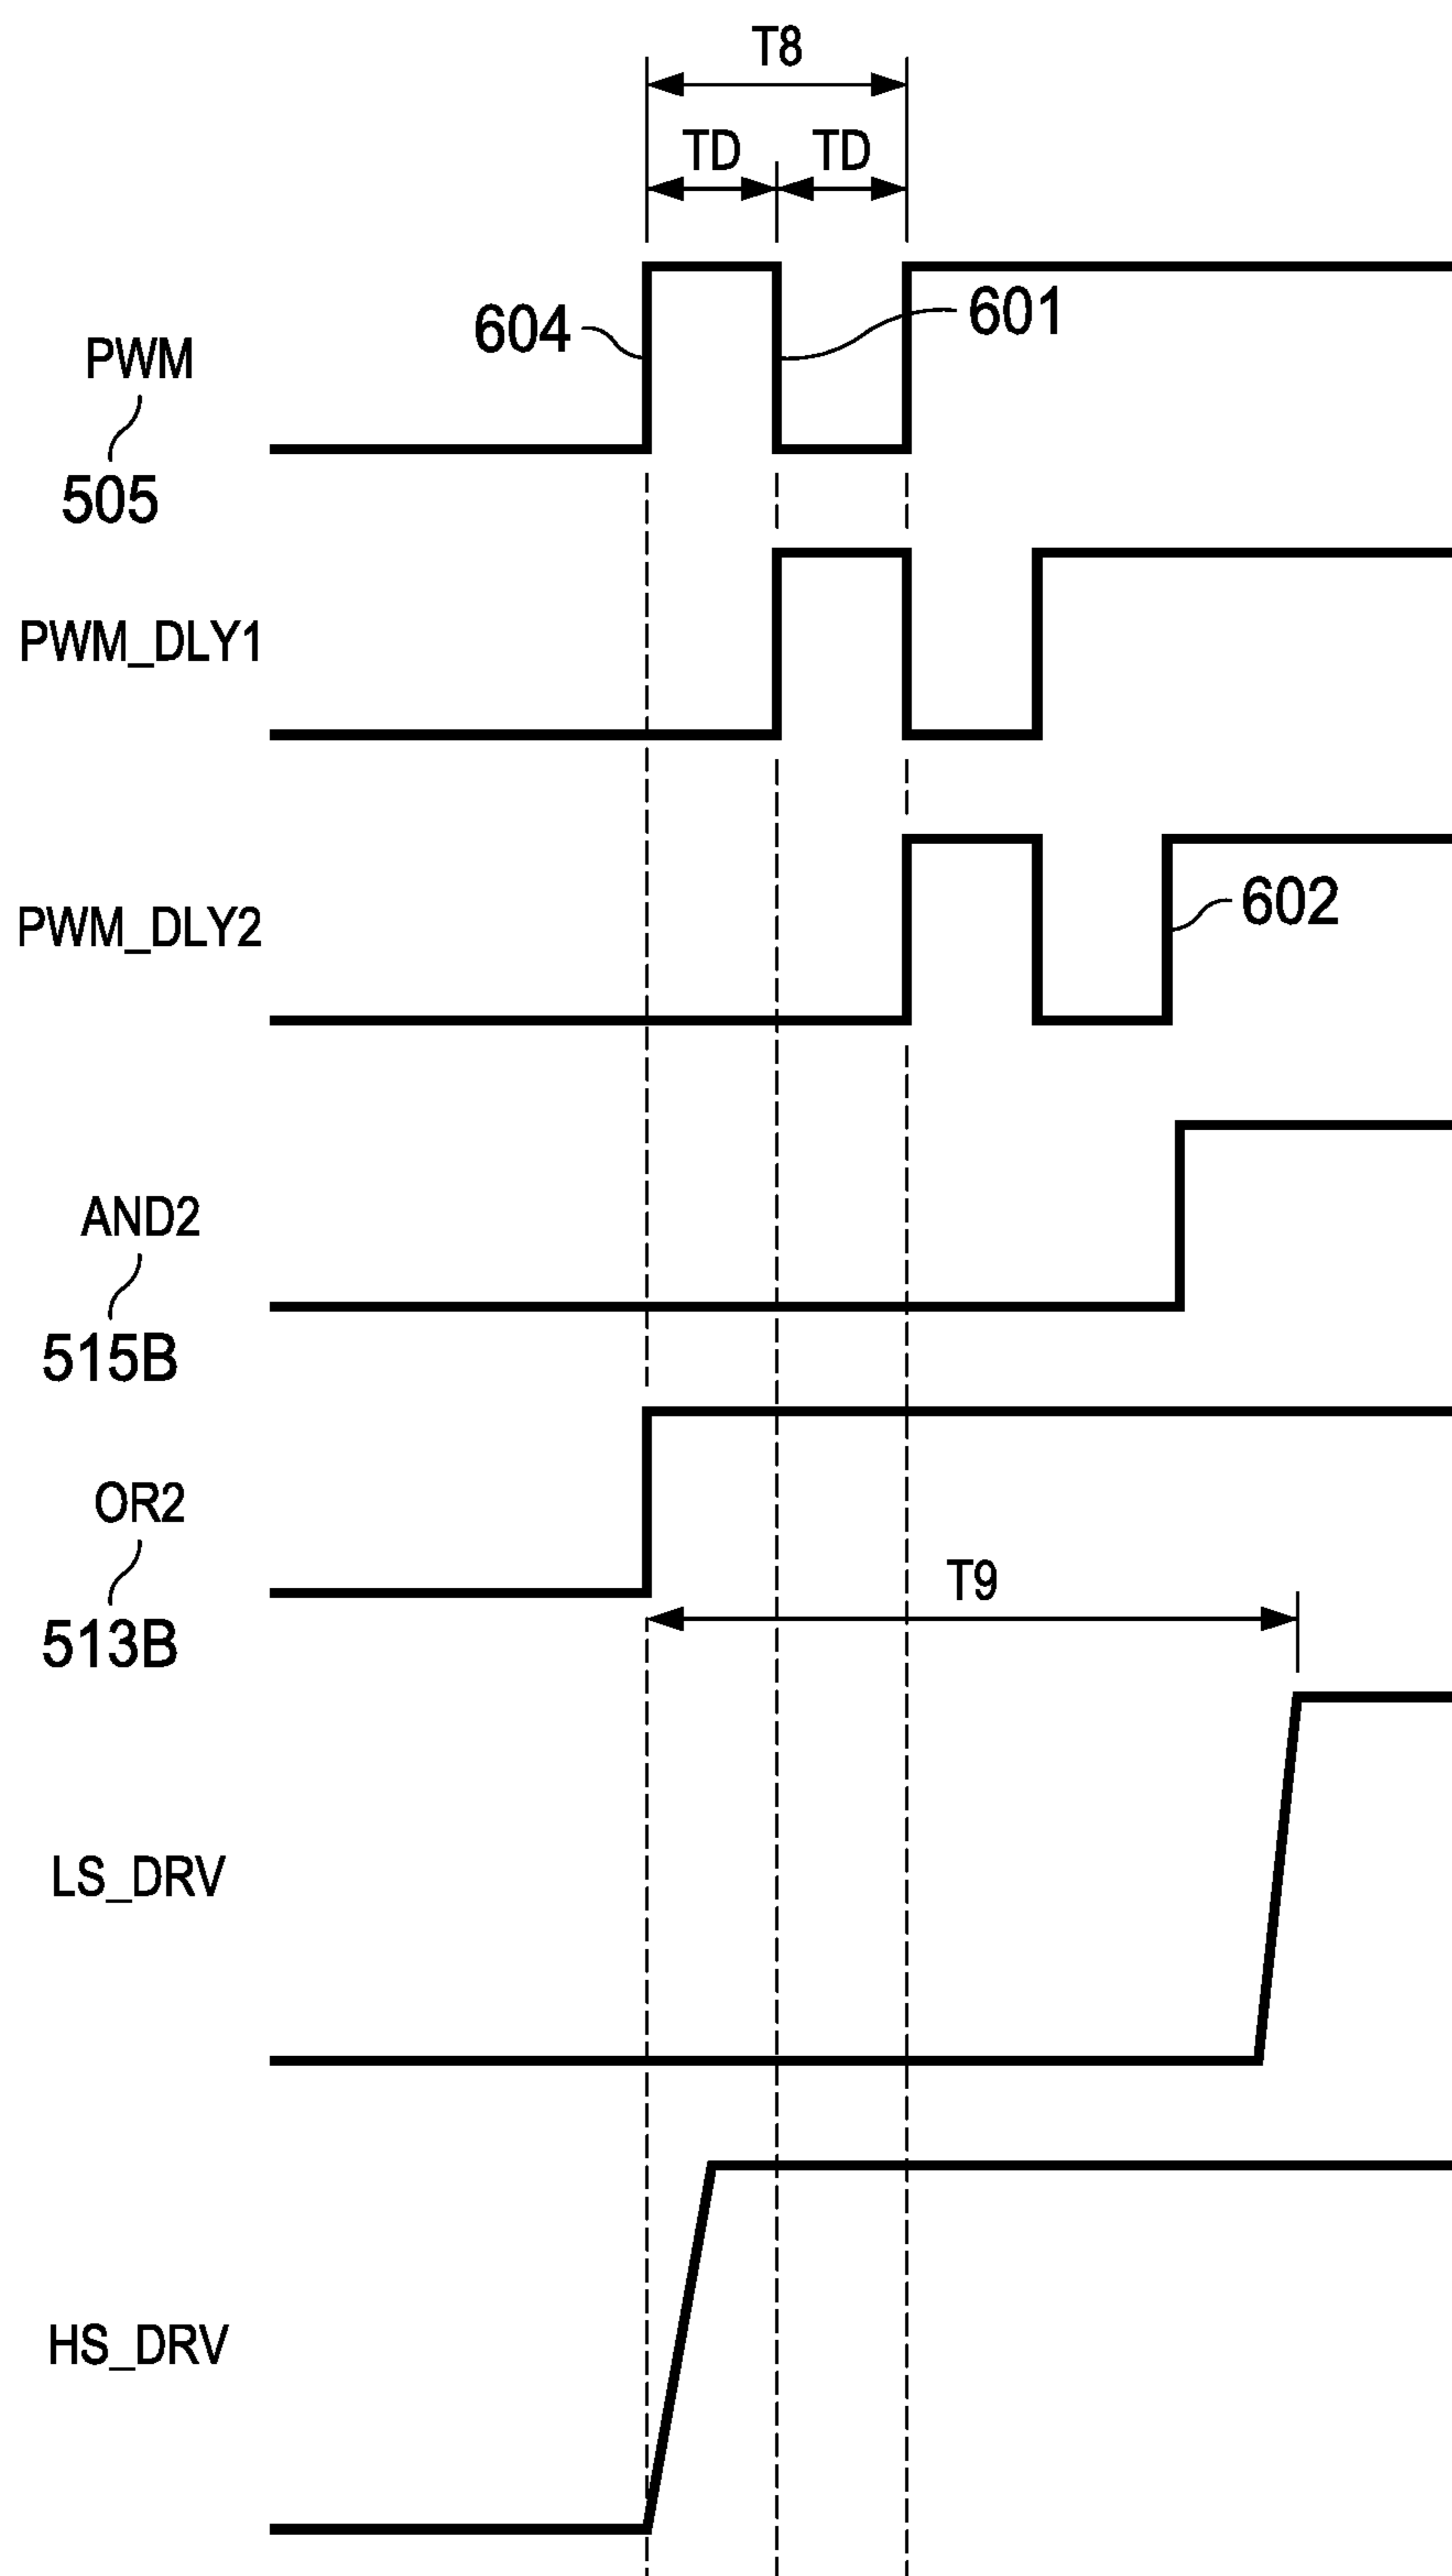 T8
TD TD
604
601
PWM
505
PWM_DLY1
PWM_DLY2
602
AND2
515B
OR2
513B
T9
LS_DRV
HS_DRV